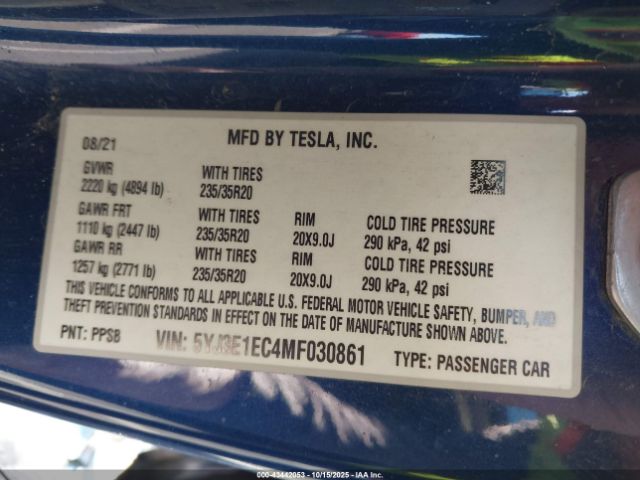 08/21 MFD BY TESLA, INC.
GVWR WITH TIRES
2220 kg (4894 lb) 235/35R20
GAWR FRT WITH TIRES RIM COLD TIRE PRESSURE
1110 kg (2447 lb) 235/35R20 20X9.0J 290 kPa, 42 psi
GAWR RR WITH TIRES RIM COLD TIRE PRESSURE
1257 kg (2771 lb) 235/35R20 20X9.0J 290 kPa, 42 psi
THIS VEHICLE CONFORMS TO ALL APPLICABLE U.S. FEDERAL MOTOR VEHICLE SAFETY, BUMPER, AND
THEFT PREVENTION STANDARDS IN EFFECT ON THE DATE OF MANUFACTURE SHOWN ABOVE.
PNT: PPSB VIN: 5YJ3E1EC4MF030861 TYPE: PASSENGER CAR
000-43442053 - 10/15/2025 - IAA Inc.